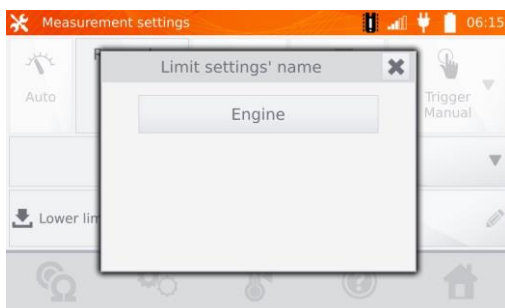 Measurement settings 06:15
Limit settings' name
Engine
Auto
Trigger
Manual
Lower lim